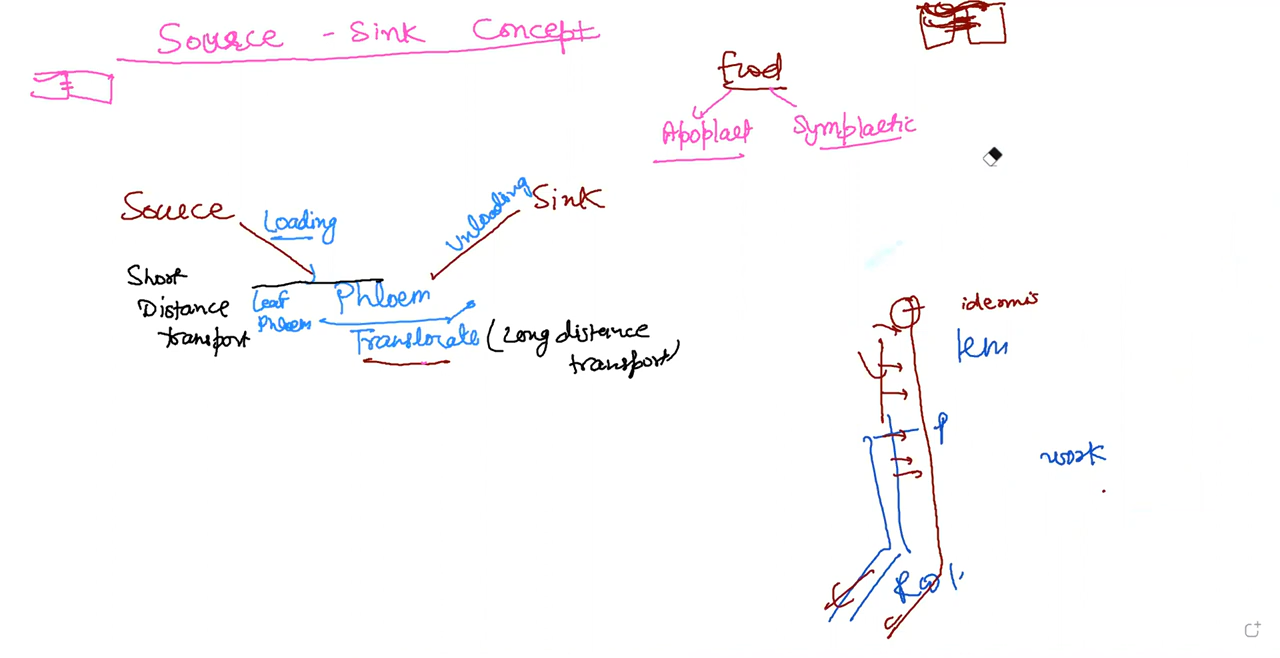 Source - Sink Concept
food
Apoplast
Symplastic
Source
Sink
Loading
Unloading
Short
Distance
transport
Leaf
Phloem
Phloem
Translocate (Long distance
transport)
idermis
P
work
Root